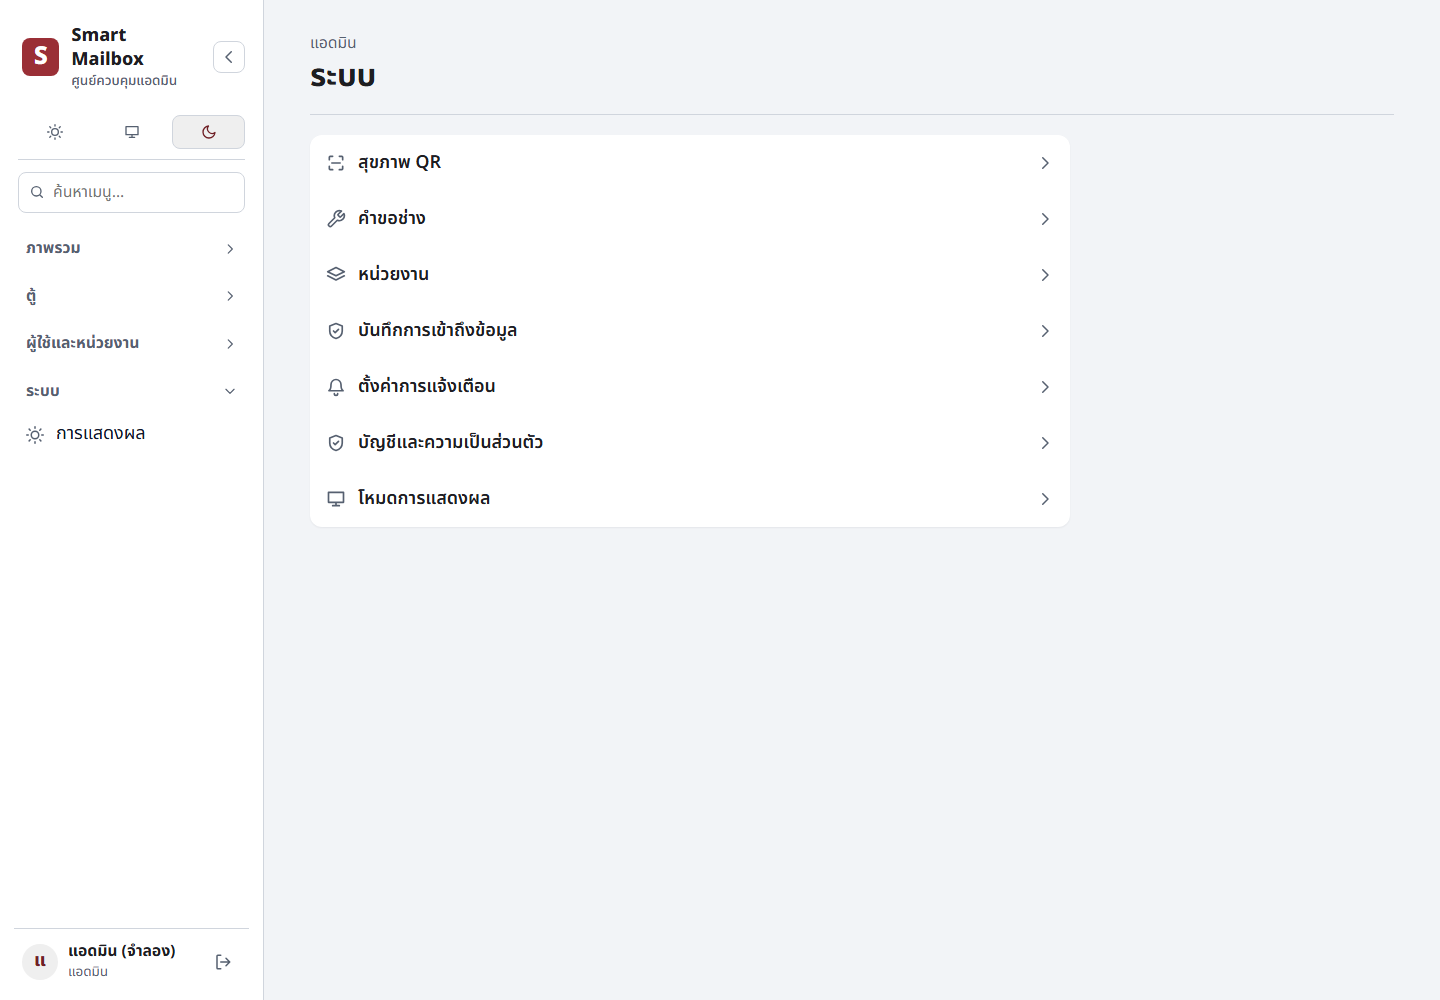 S
Smart
Mailbox
ศูนย์ควบคุมแอดมิน
ค้นหาเมนู...
ภาพรวม
ตู้
ผู้ใช้และหน่วยงาน
ระบบ
การแสดงผล
แ
แอดมิน (จำลอง)
แอดมิน
แอดมิน
ระบบ
สุขภาพ QR
คำขอช่าง
หน่วยงาน
บันทึกการเข้าถึงข้อมูล
ตั้งค่าการแจ้งเตือน
บัญชีและความเป็นส่วนตัว
โหมดการแสดงผล